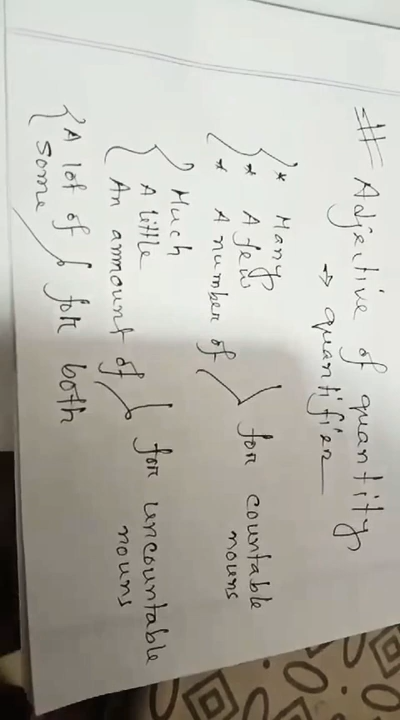 # Adjective of quantity
→ quantifier
* Many
* A few
* A number of
for countable nouns
Much
A little
An ammount of
for uncountable nouns
A lot of
some
for both